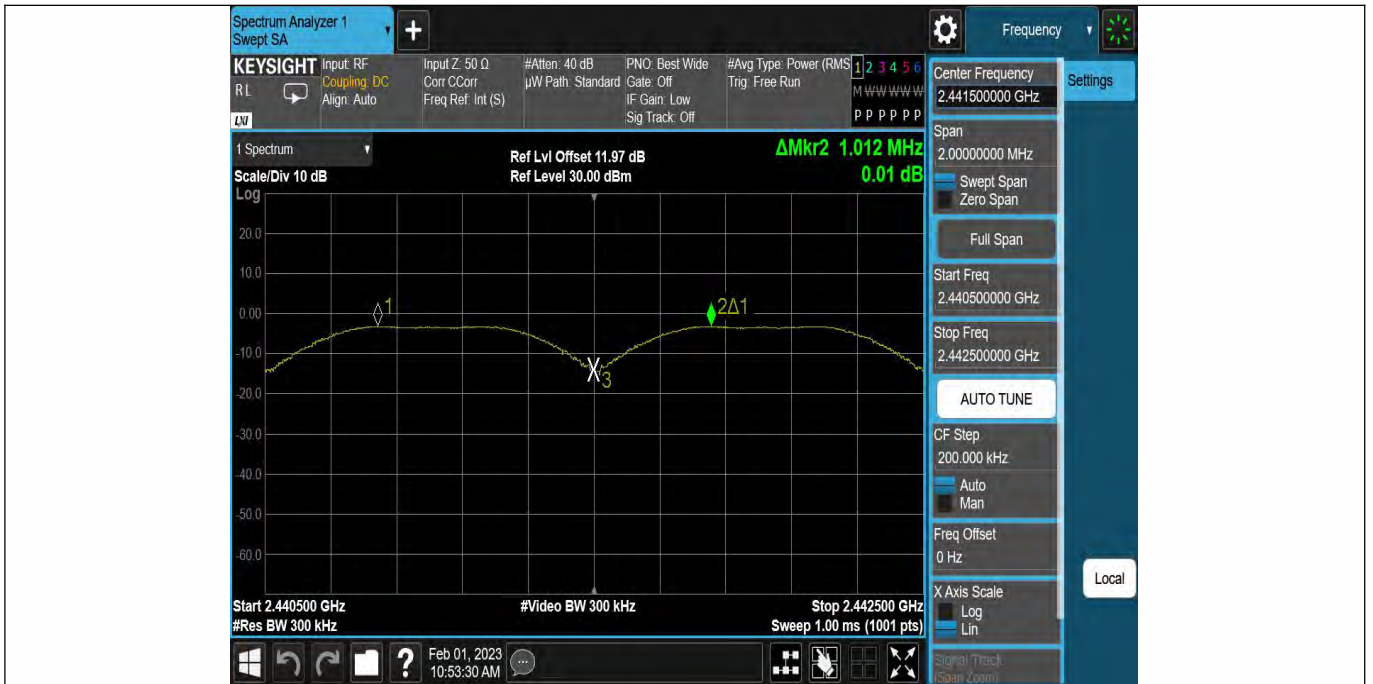 Spectrum Analyzer 1
Swept SA
+
Frequency
KEYSIGHT
RL
LXI
Input: RF
Coupling: DC
Align: Auto
Input Z: 50 Ω
Corr CCorr
Freq Ref: Int (S)
#Atten: 40 dB
µW Path: Standard
PNO: Best Wide
Gate: Off
IF Gain: Low
Sig Track: Off
#Avg Type: Power (RMS
Trig: Free Run
1 2 3 4 5 6
M W W W W W
P P P P P P
1 Spectrum
Scale/Div 10 dB
Log
Ref Lvl Offset 11.97 dB
Ref Level 30.00 dBm
ΔMkr2 1.012 MHz
0.01 dB
20.0
10.0
0.00
-10.0
-20.0
-30.0
-40.0
-50.0
-60.0
1
2Δ1
3
Start 2.440500 GHz
#Res BW 300 kHz
#Video BW 300 kHz
Stop 2.442500 GHz
Sweep 1.00 ms (1001 pts)
Center Frequency
2.441500000 GHz
Settings
Span
2.00000000 MHz
Swept Span
Zero Span
Full Span
Start Freq
2.440500000 GHz
Stop Freq
2.442500000 GHz
AUTO TUNE
CF Step
200.000 kHz
Auto
Man
Freq Offset
0 Hz
X Axis Scale
Log
Lin
Signal Track
(Span Zoom)
Local
?
Feb 01, 2023
10:53:30 AM